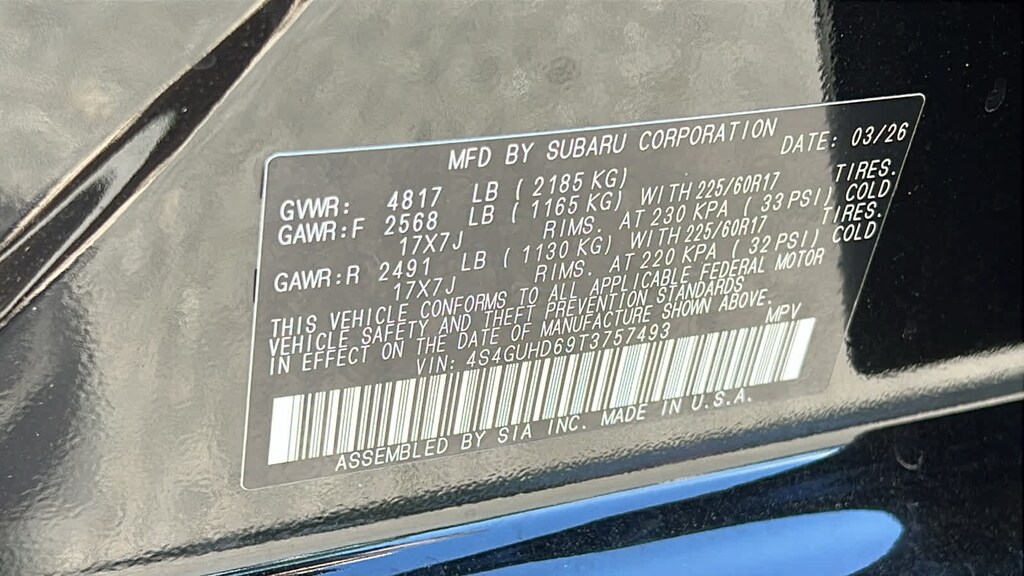 MFD BY SUBARU CORPORATION DATE: 03/26
GVWR: 4817 LB ( 2185 KG)
GAWR:F 2568 LB ( 1165 KG) WITH 225/60R17 TIRES.
17X7J RIMS. AT 230 KPA ( 33 PSI) COLD
GAWR:R 2491 LB ( 1130 KG) WITH 225/60R17 TIRES.
17X7J RIMS. AT 220 KPA ( 32 PSI) COLD
THIS VEHICLE CONFORMS TO ALL APPLICABLE FEDERAL MOTOR
VEHICLE SAFETY AND THEFT PREVENTION STANDARDS
IN EFFECT ON THE DATE OF MANUFACTURE SHOWN ABOVE.
VIN: 4S4GUHD69T3757493 MPV
ASSEMBLED BY SIA INC. MADE IN U.S.A.